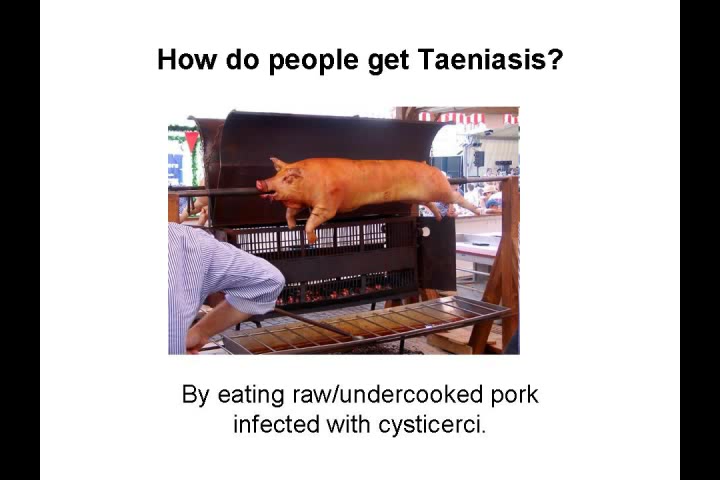 How do people get Taeniasis?
By eating raw/undercooked pork
infected with cysticerci.